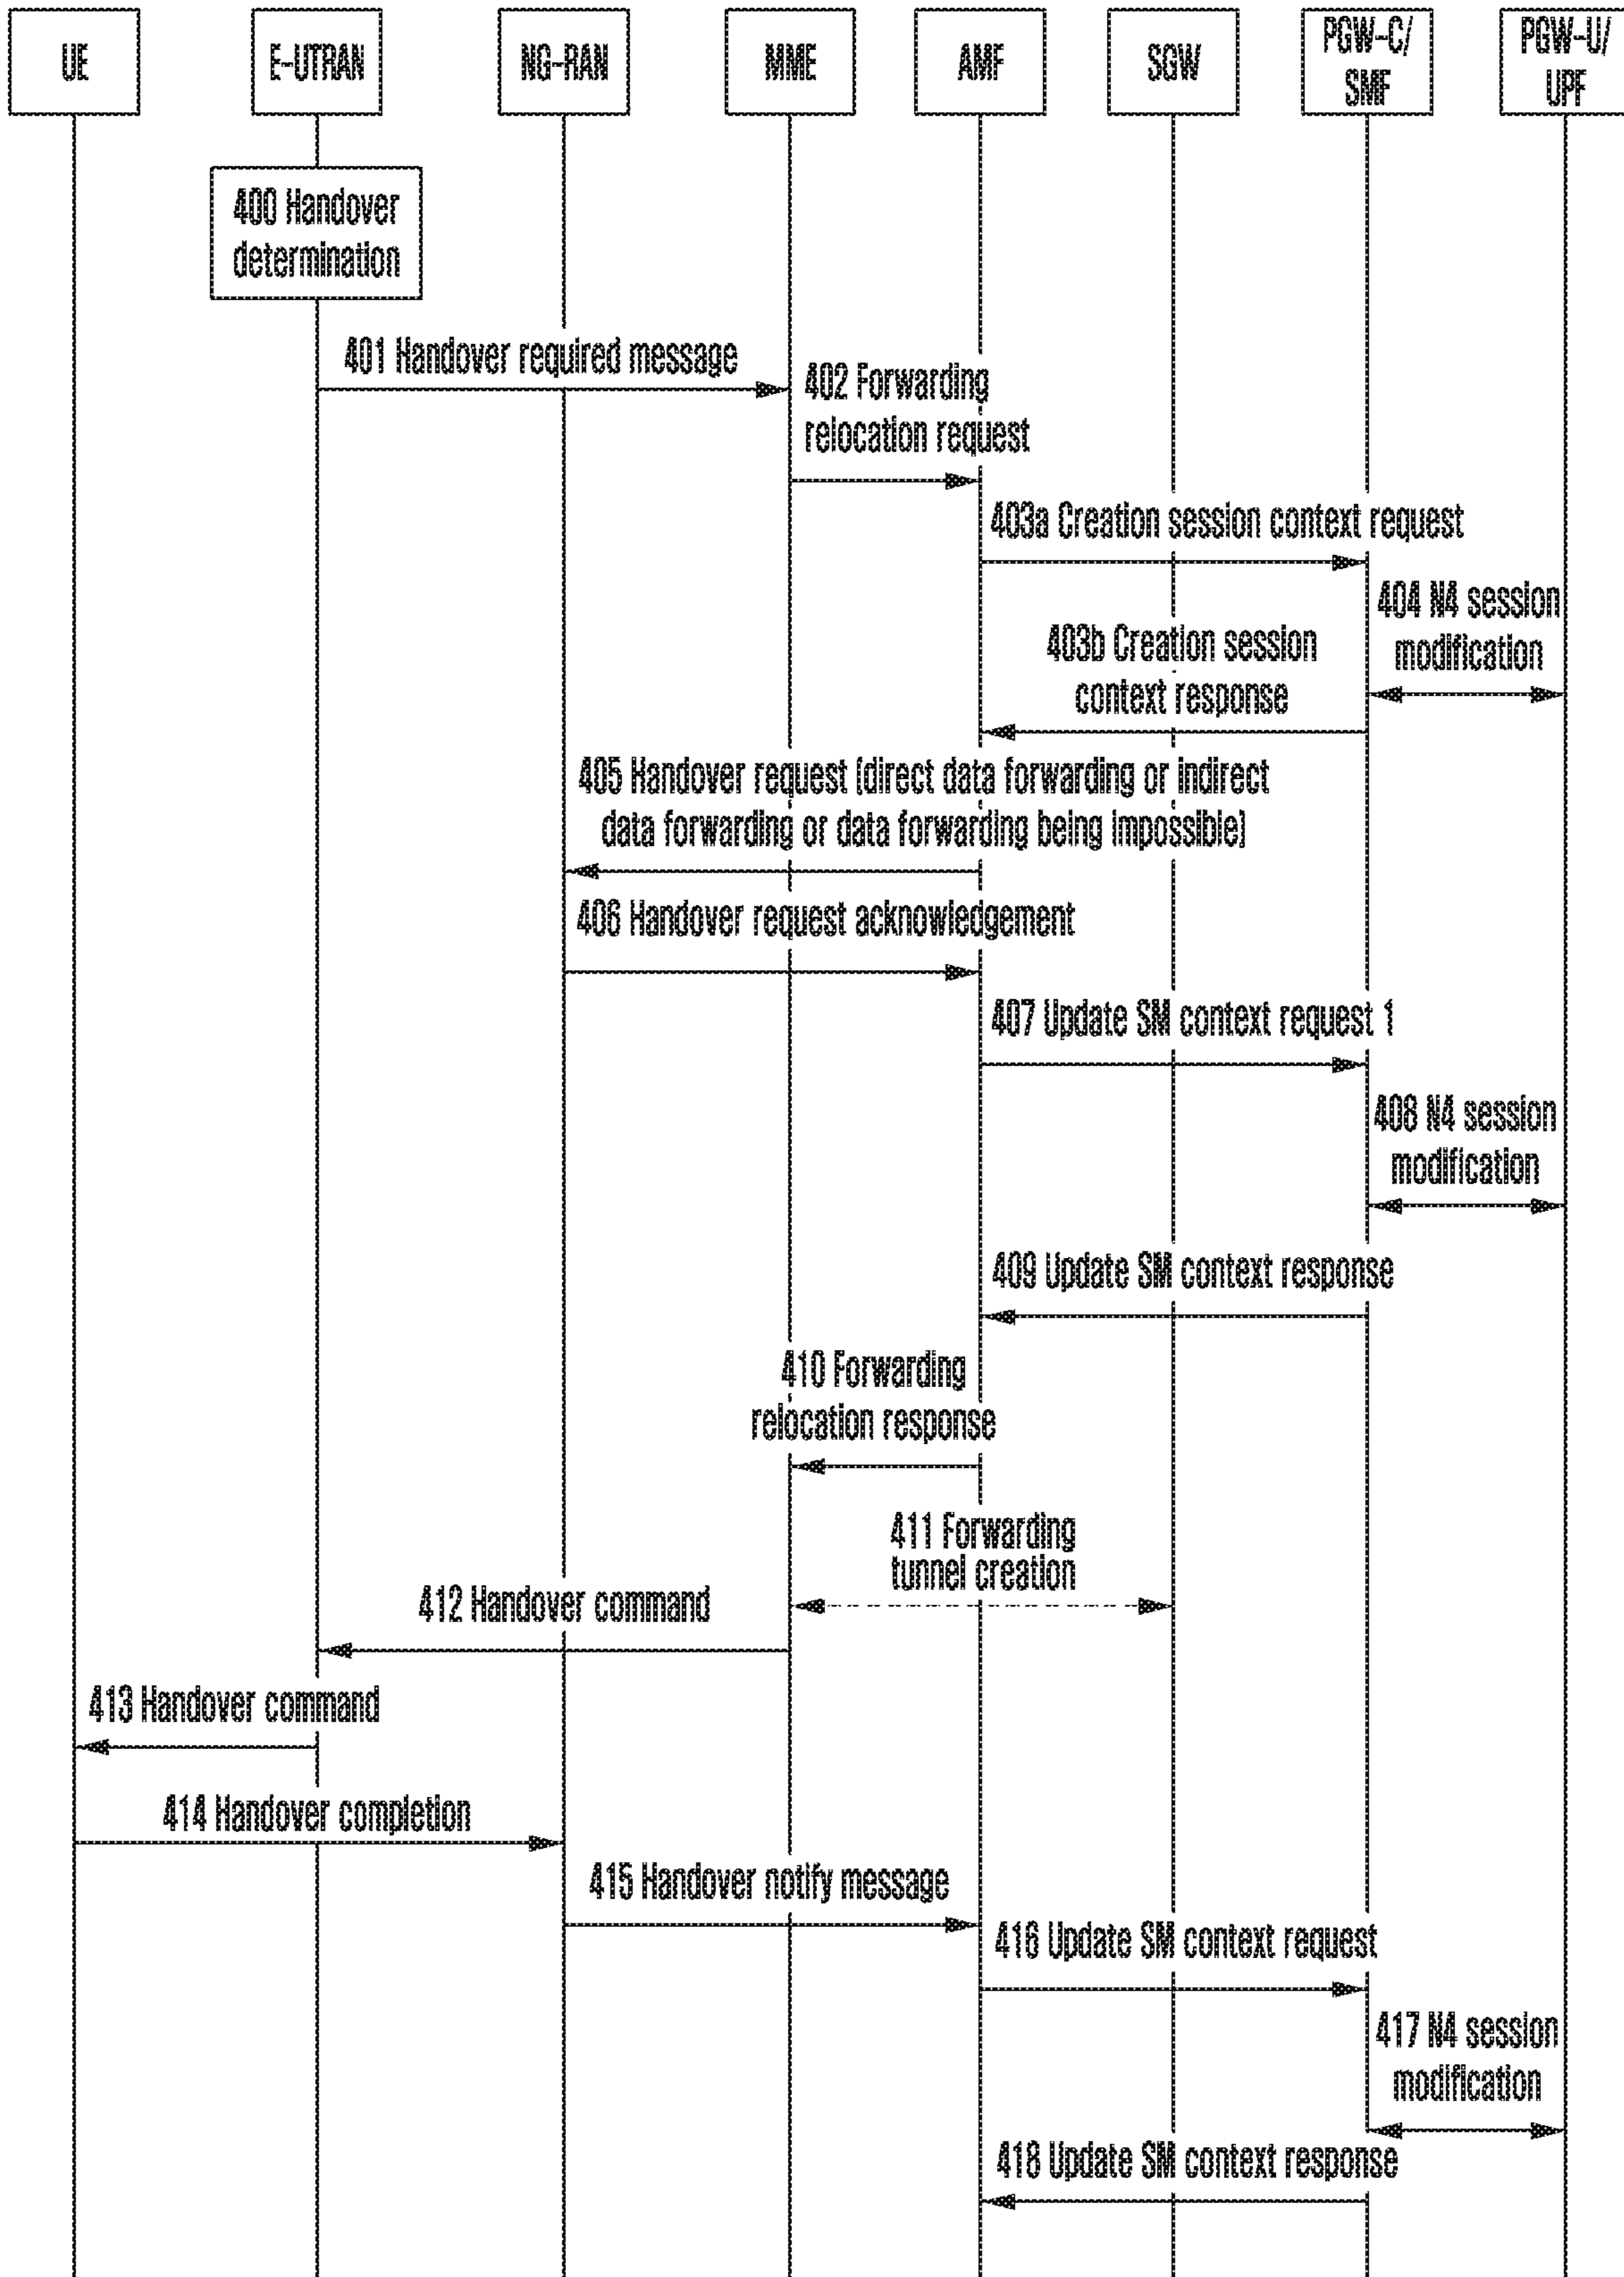 UE
E-UTRAN
NG-RAN
MME
AMF
SGW
PGW-C/
SMF
PGW-U/
UPF
400 Handover
determination
401 Handover required message
402 Forwarding
relocation request
403a Creation session context request
404 N4 session
modification
403b Creation session
context response
405 Handover request (direct data forwarding or indirect
data forwarding or data forwarding being impossible)
406 Handover request acknowledgement
407 Update SM context request 1
408 N4 session
modification
409 Update SM context response
410 Forwarding
relocation response
411 Forwarding
tunnel creation
412 Handover command
413 Handover command
414 Handover completion
415 Handover notify message
416 Update SM context request
417 N4 session
modification
418 Update SM context response